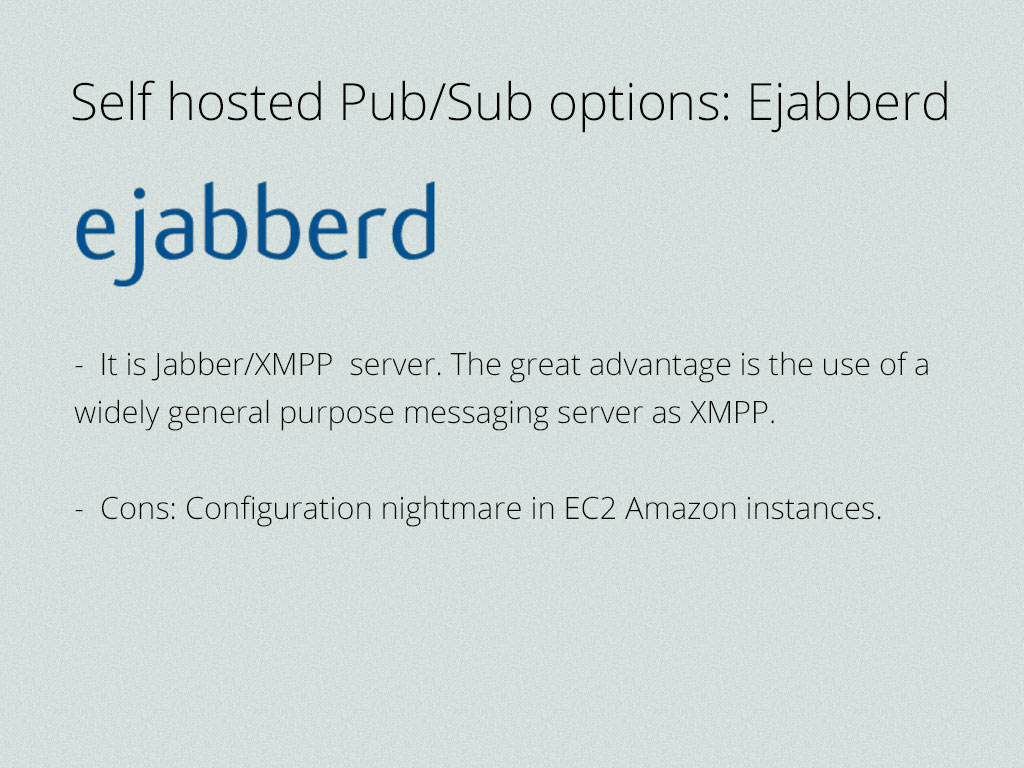 Self hosted Pub/Sub options: Ejabberd
ejabberd
- It is Jabber/XMPP  server. The great advantage is the use of a
widely general purpose messaging server as XMPP.
- Cons: Configuration nightmare in EC2 Amazon instances.